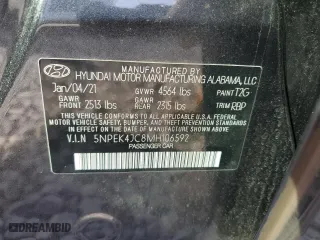 HYUNDAI MOTOR MANUFACTURING ALABAMA, LLC
Jan/04/21 GVWR 4564 lbs PAINT T2G
GAWR FRONT 2513 lbs GAWR REAR 2315 lbs TRIM RBP
THIS VEHICLE CONFORMS TO ALL APPLICABLE FEDERAL MOTOR VEHICLE SAFETY, BUMPER, AND THEFT PREVENTION STANDARDS IN EFFECT ON THE DATE OF MANUFACTURE SHOWN ABOVE.
V.I.N 5NPEK4JC8MH106592
PASSENGER CAR
DREAMBID